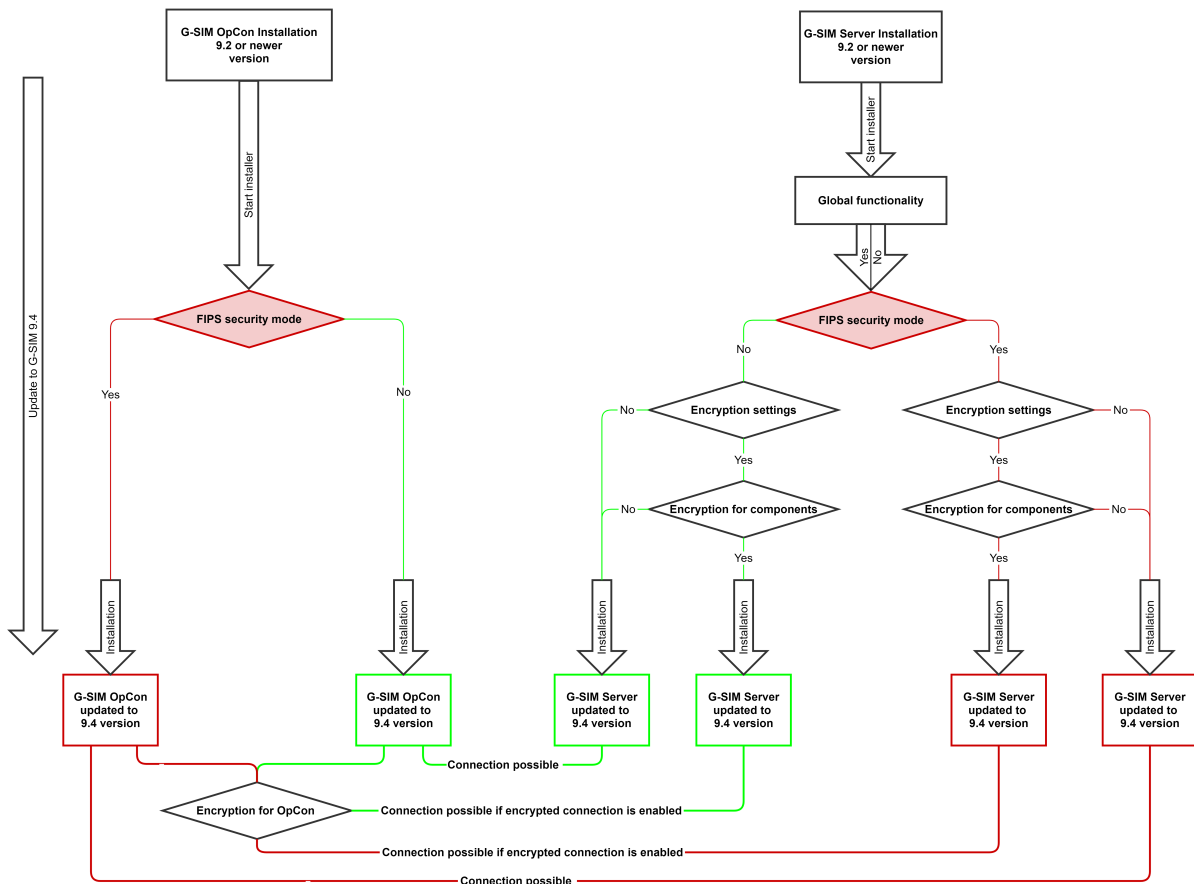 G-SIM OpCon Installation
9.2 or newer
version
G-SIM Server Installation
9.2 or newer
version
Start installer
Start installer
Global functionality
Yes
No
Update to G-SIM 9.4
FIPS security mode
FIPS security mode
No
Yes
Yes
No
No
Encryption settings
Encryption settings
No
Yes
Yes
No
Encryption for components
Encryption for components
No
Yes
Yes
Installation
Installation
Installation
Installation
Installation
Installation
G-SIM OpCon
updated to
9.4 version
G-SIM OpCon
updated to
9.4 version
G-SIM Server
updated to
9.4 version
G-SIM Server
updated to
9.4 version
G-SIM Server
updated to
9.4 version
G-SIM Server
updated to
9.4 version
Connection possible
Encryption for OpCon
Connection possible if encrypted connection is enabled
Connection possible if encrypted connection is enabled
Connection possible